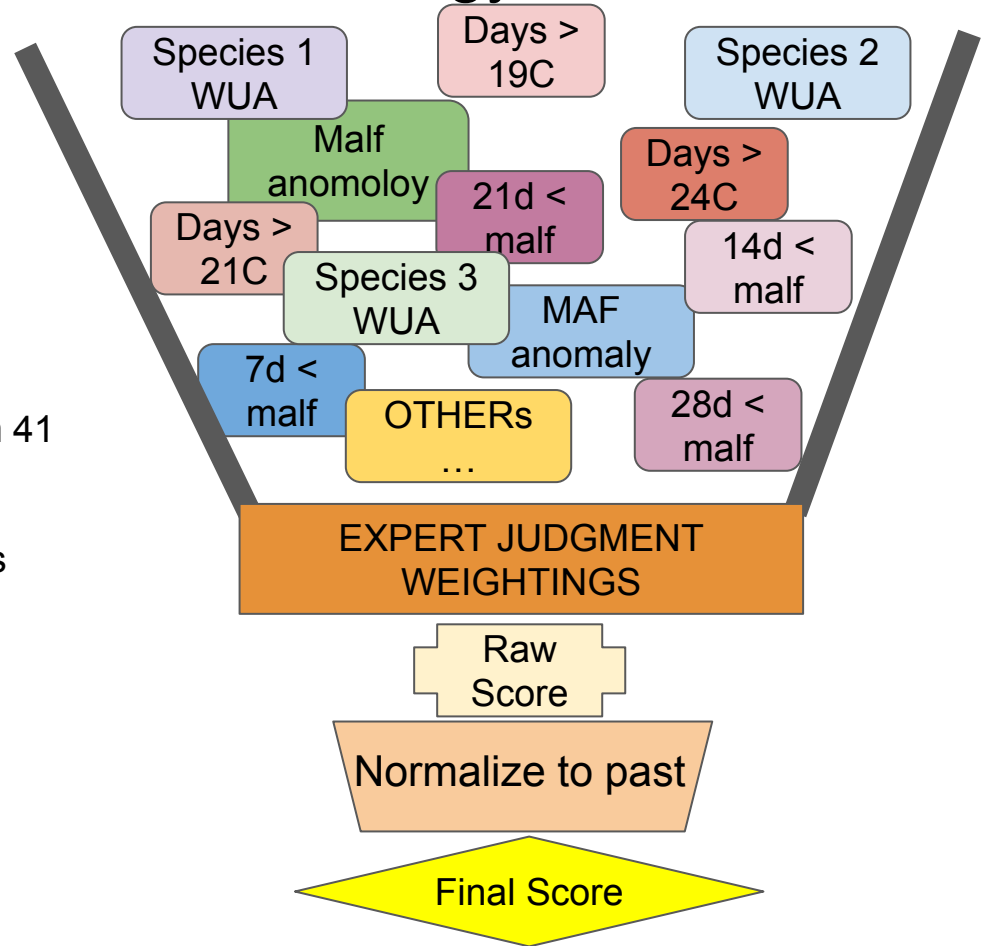 Days >
19C
Species 1
WUA
Species 2
WUA
Malf
anomoloy
Days >
24C
21d <
malf
Days >
21C
14d <
malf
Species 3
WUA
MAF
anomaly
7d <
malf
OTHERs
...
28d <
malf
41
EXPERT JUDGMENT
WEIGHTINGS
Raw
Score
Normalize to past
Final Score